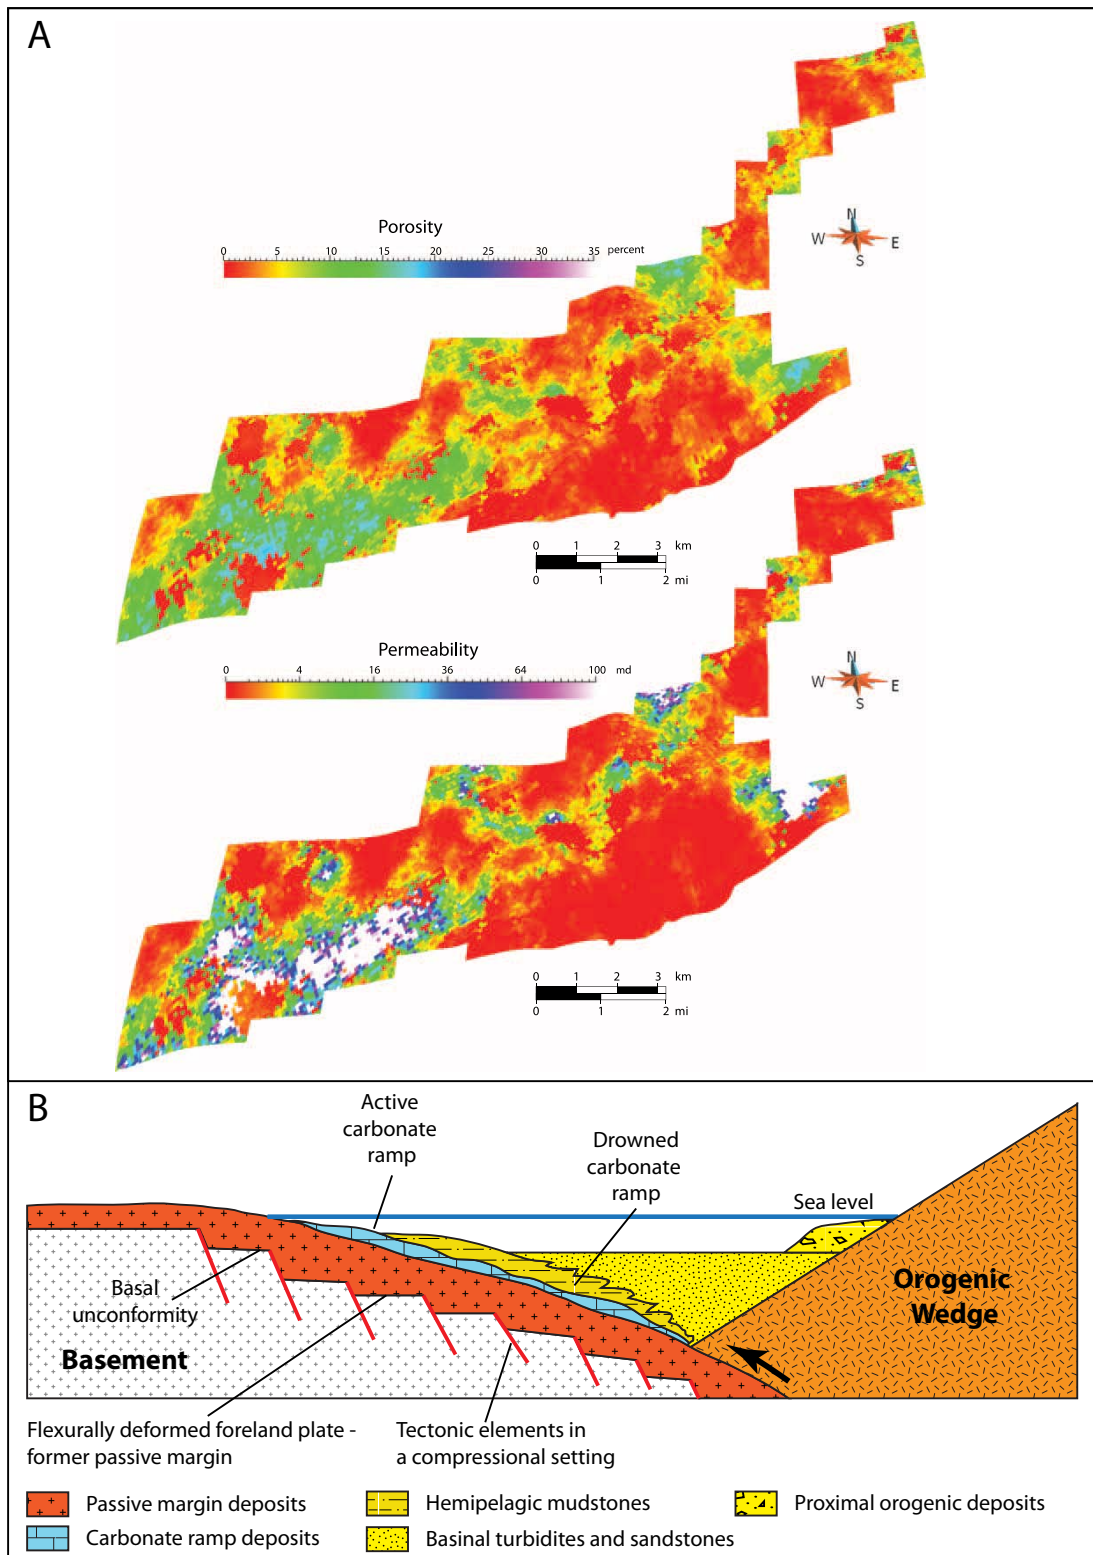 A
Porosity
0 5 10 15 20 25 30 35 percent
N
W E
S
0 1 2 3 km
0 1 2 mi
Permeability
0 4 16 36 64 100 md
N
W E
S
0 1 2 3 km
0 1 2 mi
B
Active
carbonate
ramp
Drowned
carbonate
ramp
Sea level
Basal
unconformity
Orogenic
Wedge
Basement
Flexurally deformed foreland plate -
former passive margin
Tectonic elements in
a compressional setting
Passive margin deposits
Hemipelagic mudstones
Proximal orogenic deposits
Carbonate ramp deposits
Basinal turbidites and sandstones